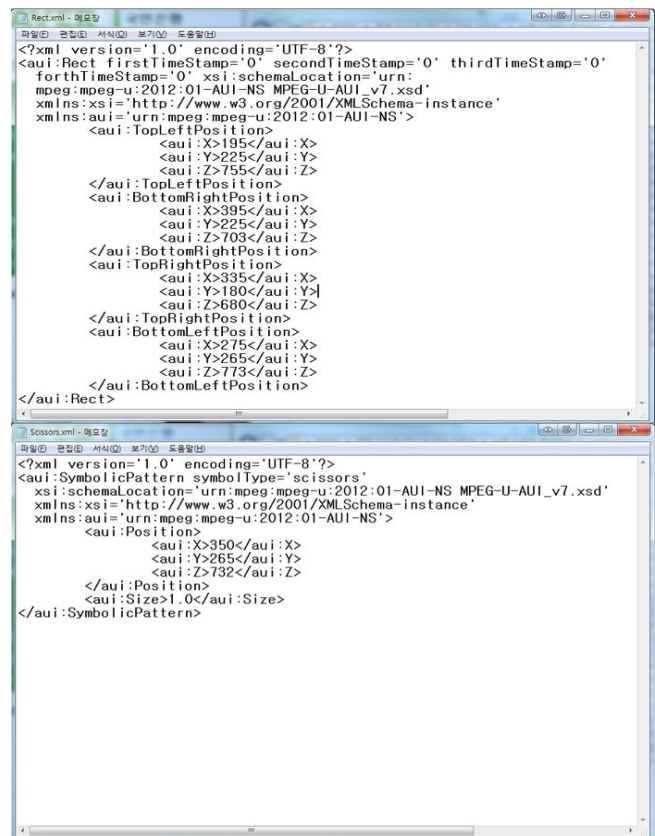 Rect.xml - 메모장
파일(F) 편집(E) 서식(O) 보기(V) 도움말(H)
<?xml version='1.0' encoding='UTF-8'?>
<aui:Rect firstTimeStamp='0' secondTimeStamp='0' thirdTimeStamp='0'
forthTimeStamp='0' xsi:schemaLocation='urn:
mpeg:mpeg-u:2012:01-AUI-NS MPEG-U-AUI_v7.xsd'
xmlns:xsi='http://www.w3.org/2001/XMLSchema-instance'
xmlns:aui='urn:mpeg:mpeg-u:2012:01-AUI-NS'>
<aui:TopLeftPosition>
<aui:X>195</aui:X>
<aui:Y>225</aui:Y>
<aui:Z>755</aui:Z>
</aui:TopLeftPosition>
<aui:BottomRightPosition>
<aui:X>395</aui:X>
<aui:Y>225</aui:Y>
<aui:Z>703</aui:Z>
</aui:BottomRightPosition>
<aui:TopRightPosition>
<aui:X>335</aui:X>
<aui:Y>180</aui:Y>
<aui:Z>680</aui:Z>
</aui:TopRightPosition>
<aui:BottomLeftPosition>
<aui:X>275</aui:X>
<aui:Y>265</aui:Y>
<aui:Z>773</aui:Z>
</aui:BottomLeftPosition>
</aui:Rect>
Scissors.xml - 메모장
파일(F) 편집(E) 서식(O) 보기(V) 도움말(H)
<?xml version='1.0' encoding='UTF-8'?>
<aui:SymbolicPattern symbolType='scissors'
xsi:schemaLocation='urn:mpeg:mpeg-u:2012:01-AUI-NS MPEG-U-AUI_v7.xsd'
xmlns:xsi='http://www.w3.org/2001/XMLSchema-instance'
xmlns:aui='urn:mpeg:mpeg-u:2012:01-AUI-NS'>
<aui:Position>
<aui:X>350</aui:X>
<aui:Y>265</aui:Y>
<aui:Z>732</aui:Z>
</aui:Position>
<aui:Size>1.0</aui:Size>
</aui:SymbolicPattern>